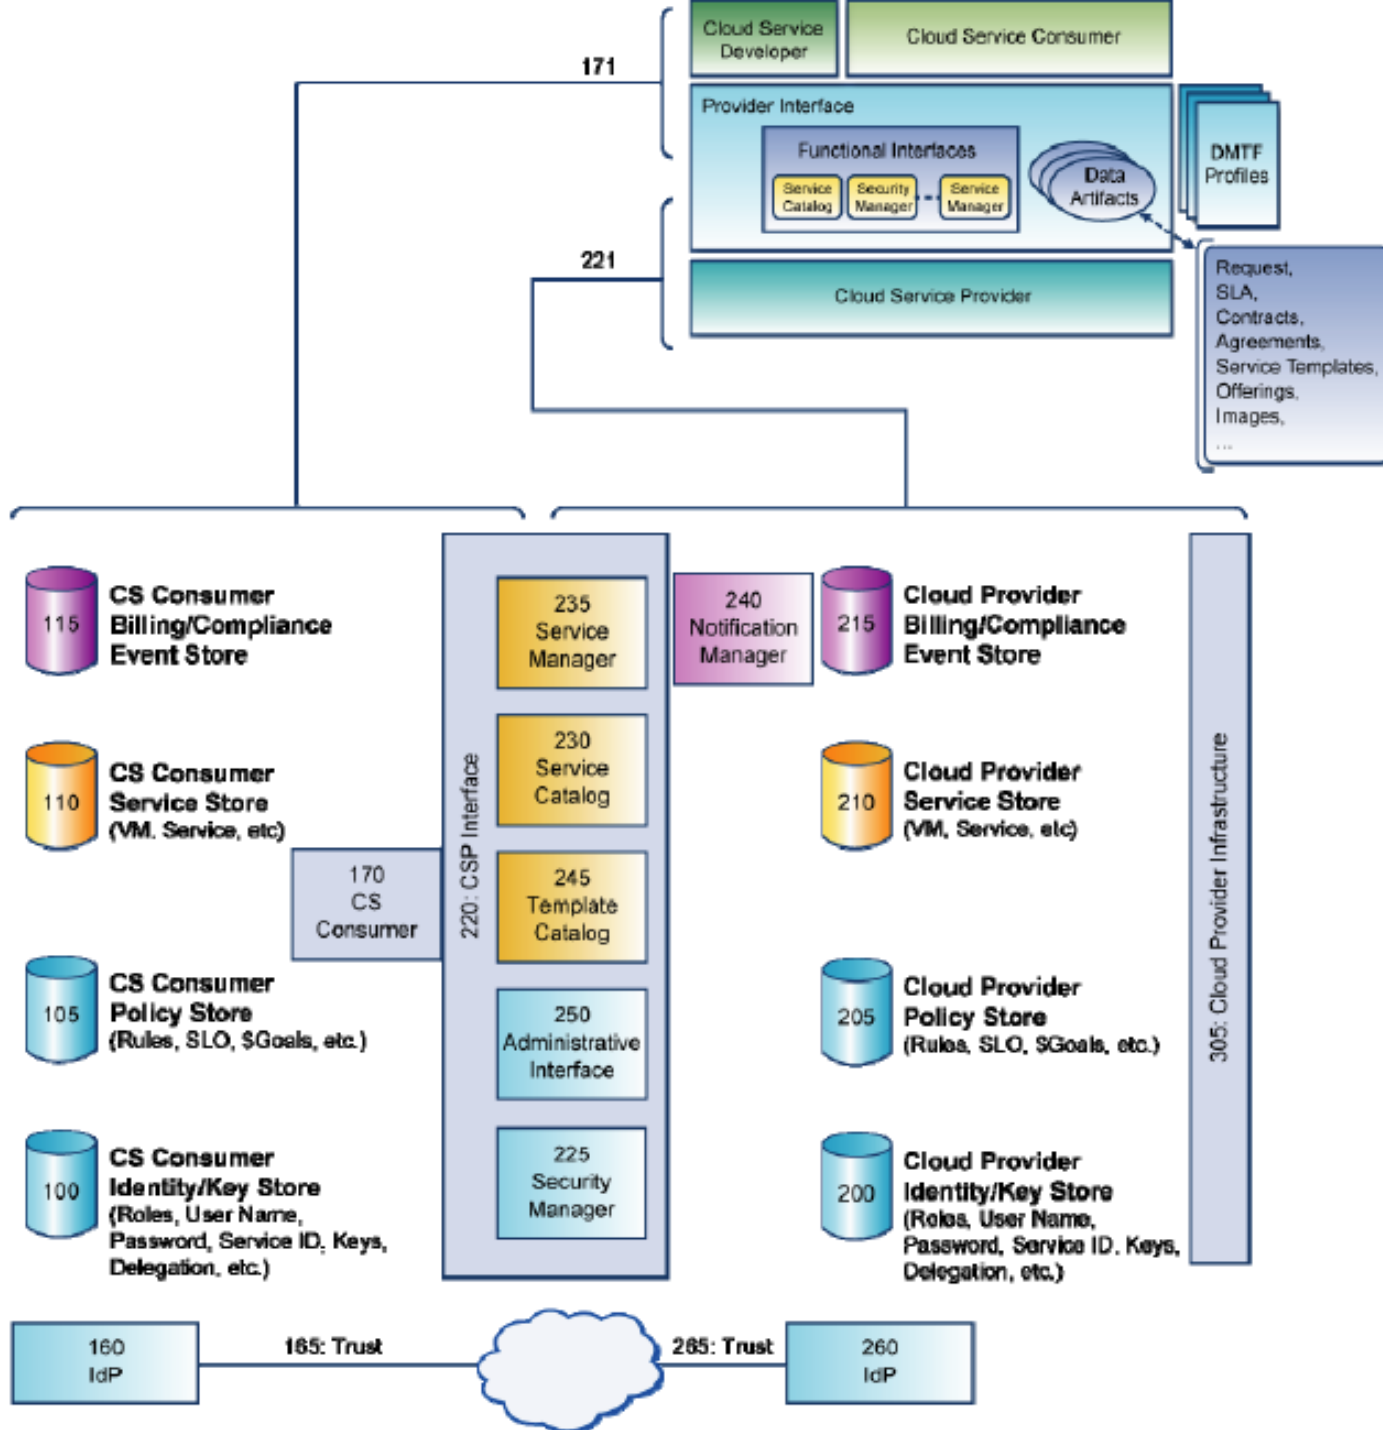 Cloud Service
Developer
Cloud Service Consumer
171
Provider Interface
Functional Interfaces
Service
Catalog
Security
Manager
Service
Manager
Data
Artifacts
DMTF
Profiles
221
Cloud Service Provider
Request,
SLA,
Contracts,
Agreements,
Service Templates,
Offerings,
Images,
...
115
CS Consumer
Billing/Compliance
Event Store
110
CS Consumer
Service Store
(VM. Service, etc)
170
CS
Consumer
105
CS Consumer
Policy Store
(Rules, SLO, $Goals, etc.)
100
CS Consumer
Identity/Key Store
(Roles, User Name,
Password, Service ID. Keys,
Delegation, etc.)
220: CSP Interface
235
Service
Manager
230
Service
Catalog
245
Template
Catalog
250
Administrative
Interface
225
Security
Manager
240
Notification
Manager
215
Cloud Provider
Billing/Compliance
Event Store
210
Cloud Provider
Service Store
(VM, Service, etc)
205
Cloud Provider
Policy Store
(Rules, SLO, $Goals, etc.)
200
Cloud Provider
Identity/Key Store
(Roles, User Name,
Password, Service ID. Keys,
Delegation, etc.)
305: Cloud Provider Infrastructure
160
IdP
165: Trust
265: Trust
260
IdP